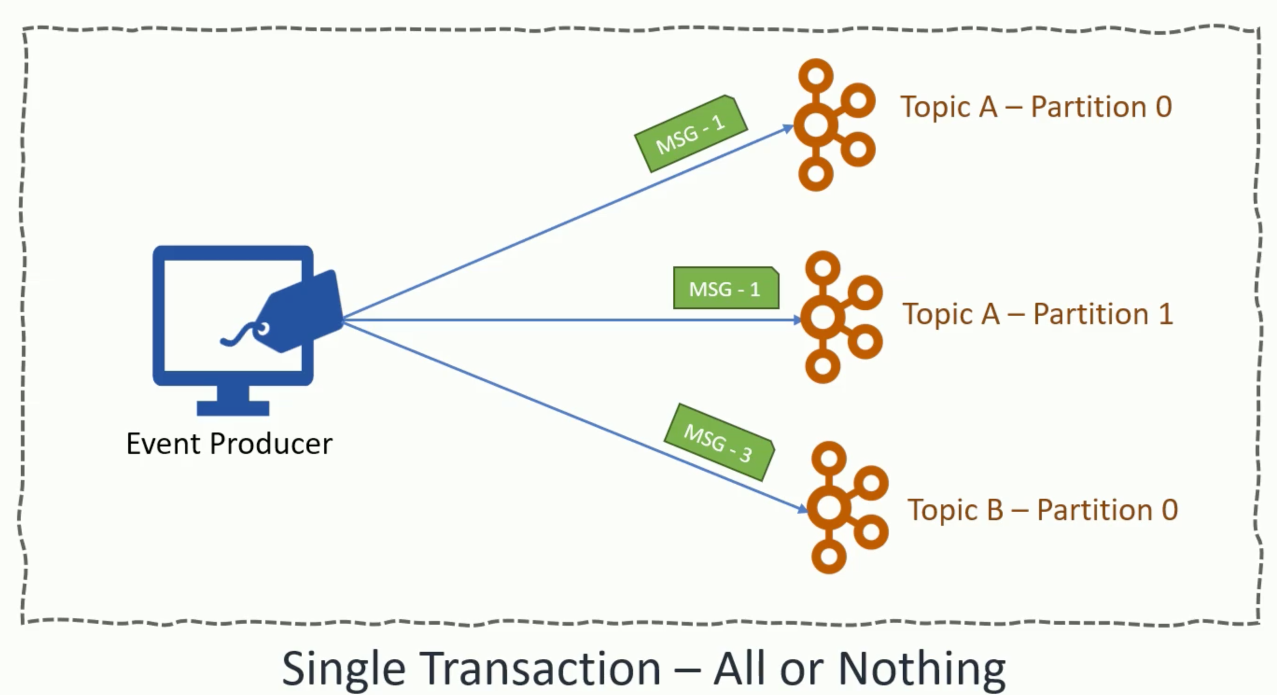 MSG - 1
Topic A – Partition 0
MSG - 1
Topic A – Partition 1
Event Producer
MSG - 3
Topic B – Partition 0
Single Transaction – All or Nothing